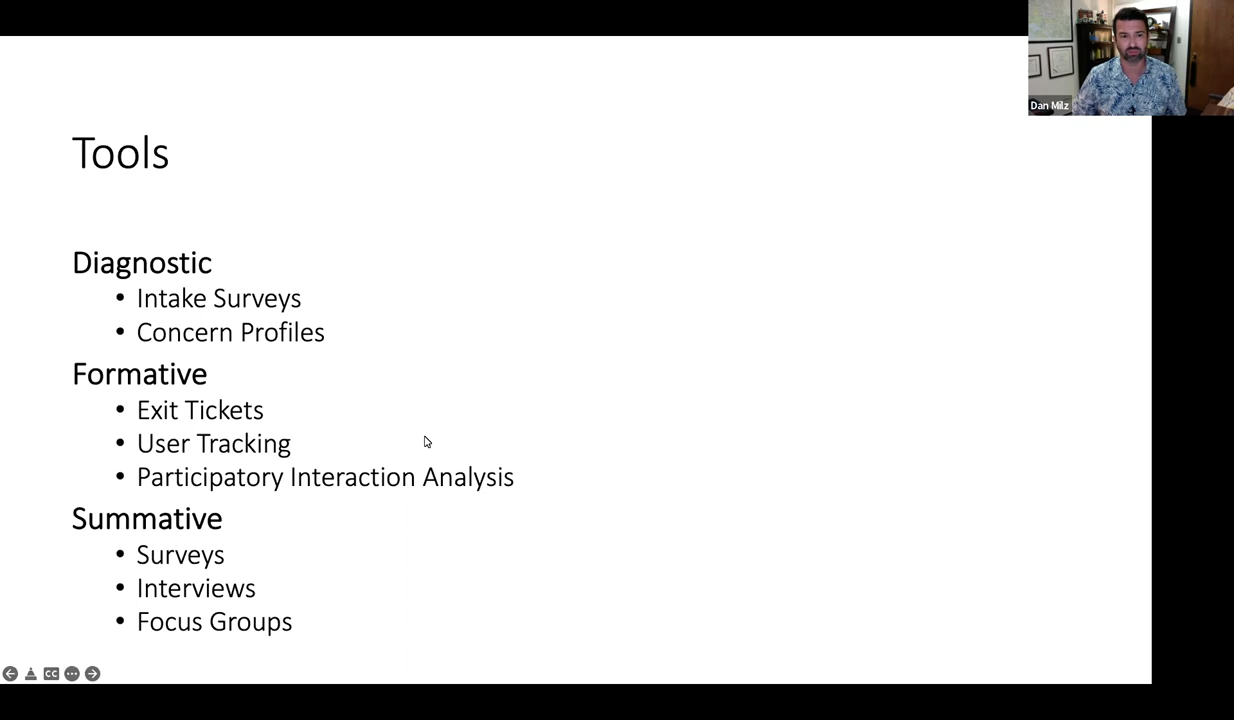 Dan Milz
Tools
Diagnostic
• Intake Surveys
• Concern Profiles
Formative
• Exit Tickets
• User Tracking
• Participatory Interaction Analysis
Summative
• Surveys
• Interviews
• Focus Groups
CC